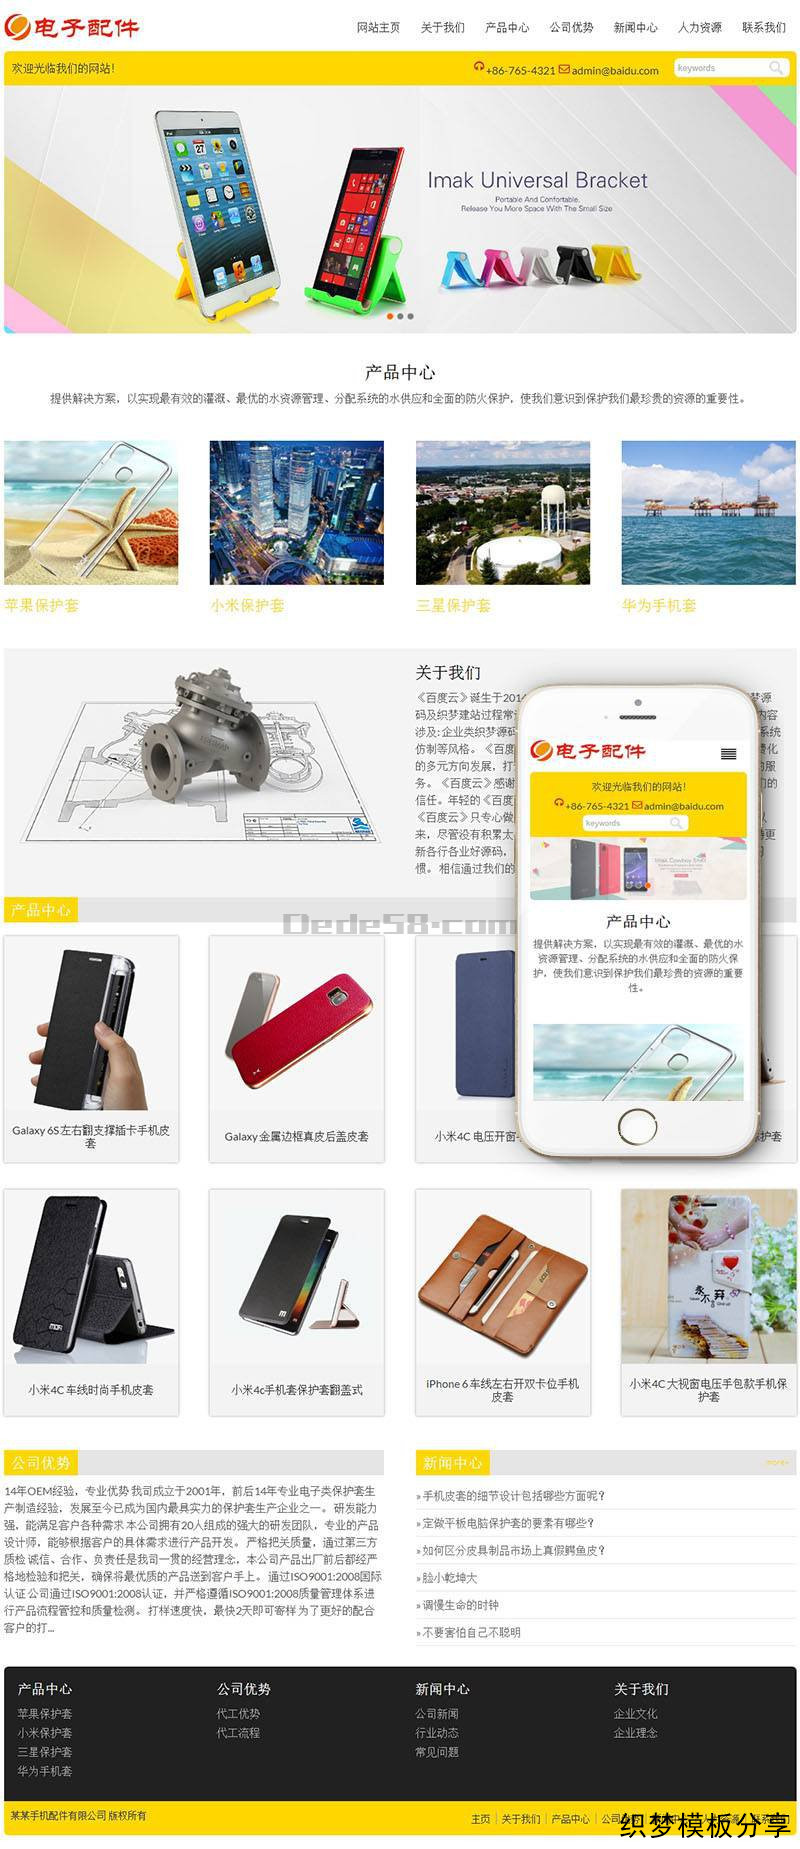 电子配件
网站主页 关于我们 产品中心 公司优势 新闻中心 人力资源 联系我们
欢迎光临我们的网站!
+86-765-4321 admin@baidu.com keywords
Imak Universal Bracket
Portable And Comfortable.
Release You More Space With The Small Size
产品中心
提供解决方案，以实现最有效的灌溉、最优的水资源管理、分配系统的水供应和全面的防火保护，使我们意识到保护我们最珍贵的资源的重要性。
苹果保护套 小米保护套 三星保护套 华为手机套
关于我们
《百度云》诞生于2014
码及织梦建站过程常
涉及:企业类织梦源码
仿制等风格。《百度
的多元方向发展，打
务。《百度云》感谢
信任。年轻的《百度
《百度云》只专心做
来，尽管没有积累太
新各行各业好源码，
惯。 相信通过我们的
电子配件
欢迎光临我们的网站!
+86-765-4321 admin@baidu.com
keywords
产品中心
提供解决方案，以实现最有效的灌溉、最优的水
资源管理、分配系统的水供应和全面的防火保
护，使我们意识到保护我们最珍贵的资源的重要
性。
产品中心
Dede58.com
Galaxy 6S 左右翻支撑插卡手机皮
套
Galaxy 金属边框真皮后盖皮套
小米4C 电压开窗
护套
小米4C 车线时尚手机皮套
小米4c手机套保护套翻盖式
iPhone 6 车线左右开双卡位手机
皮套
小米4C 大视窗电压手包款手机保
护套
公司优势
14年OEM经验，专业优势 我司成立于2001年，前后14年专业电子类保护套生
产制造经验，发展至今已成为国内最具实力的保护套生产企业之一。 研发能力
强，能满足客户各种需求 本公司拥有20人组成的强大的研发团队，专业的产品
设计师，能够根据客户的具体需求进行产品开发。 严格把关质量，通过第三方
质检 诚信、合作、负责任是我司一贯的经营理念，本公司产品出厂前后都经严
格地检验和把关，确保将最优质的产品送到客户手上。 通过ISO9001:2008国际
认证 公司通过ISO9001:2008认证，并严格遵循ISO9001:2008质量管理体系进
行产品流程管控和质量检测。 打样速度快，最快2天即可寄样 为了更好的配合
客户的打...
新闻中心 more+
» 手机皮套的细节设计包括哪些方面呢?
» 定做平板电脑保护套的要素有哪些?
» 如何区分皮具制品市场上真假鳄鱼皮?
» 脸小乾坤大
» 调慢生命的时钟
» 不要害怕自己不聪明
产品中心 公司优势 新闻中心 关于我们
苹果保护套 代工优势 公司新闻 企业文化
小米保护套 代工流程 行业动态 企业理念
三星保护套 常见问题
华为手机套
某某手机配件有限公司 版权所有
主页 | 关于我们 | 产品中心
织梦模板分享